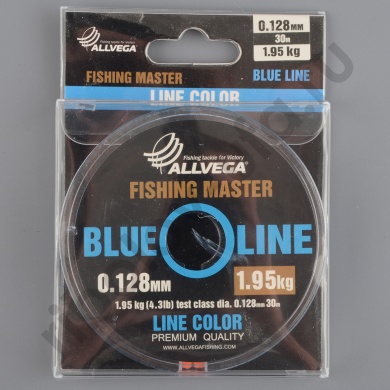 Fishing tackle for Victory
ALLVEGA
0.128MM
30м
1.95 kg
FISHING MASTER
BLUE LINE
LINE COLOR
Fishing tackle for Victory
ALLVEGA
FISHING MASTER
BLUE LINE
0.128MM
1.95kg
1.95 kg (4.3lb) test class dia. 0.128мм 30м
LINE COLOR
PREMIUM QUALITY
WWW.ALLVEGAFISHING.COM